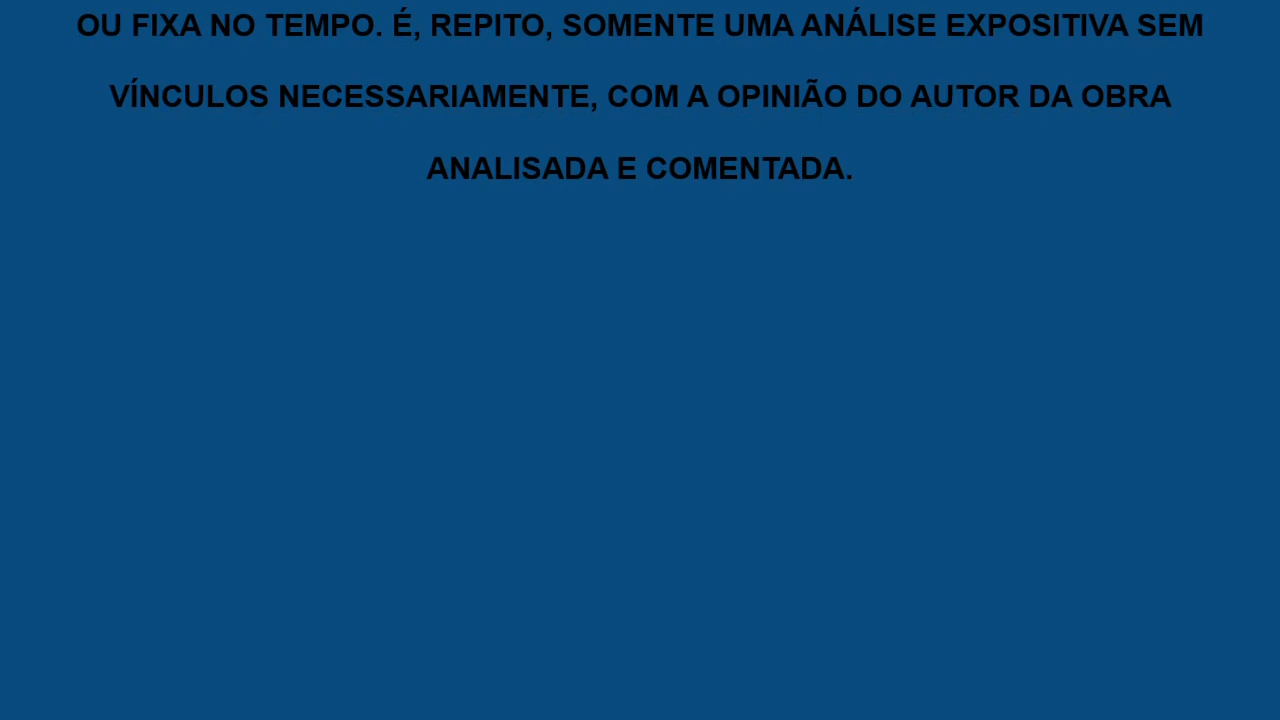 OU FIXA NO TEMPO. É, REPITO, SOMENTE UMA ANÁLISE EXPOSITIVA SEM
VÍNCULOS NECESSARIAMENTE, COM A OPINIÃO DO AUTOR DA OBRA
ANALISADA E COMENTADA.